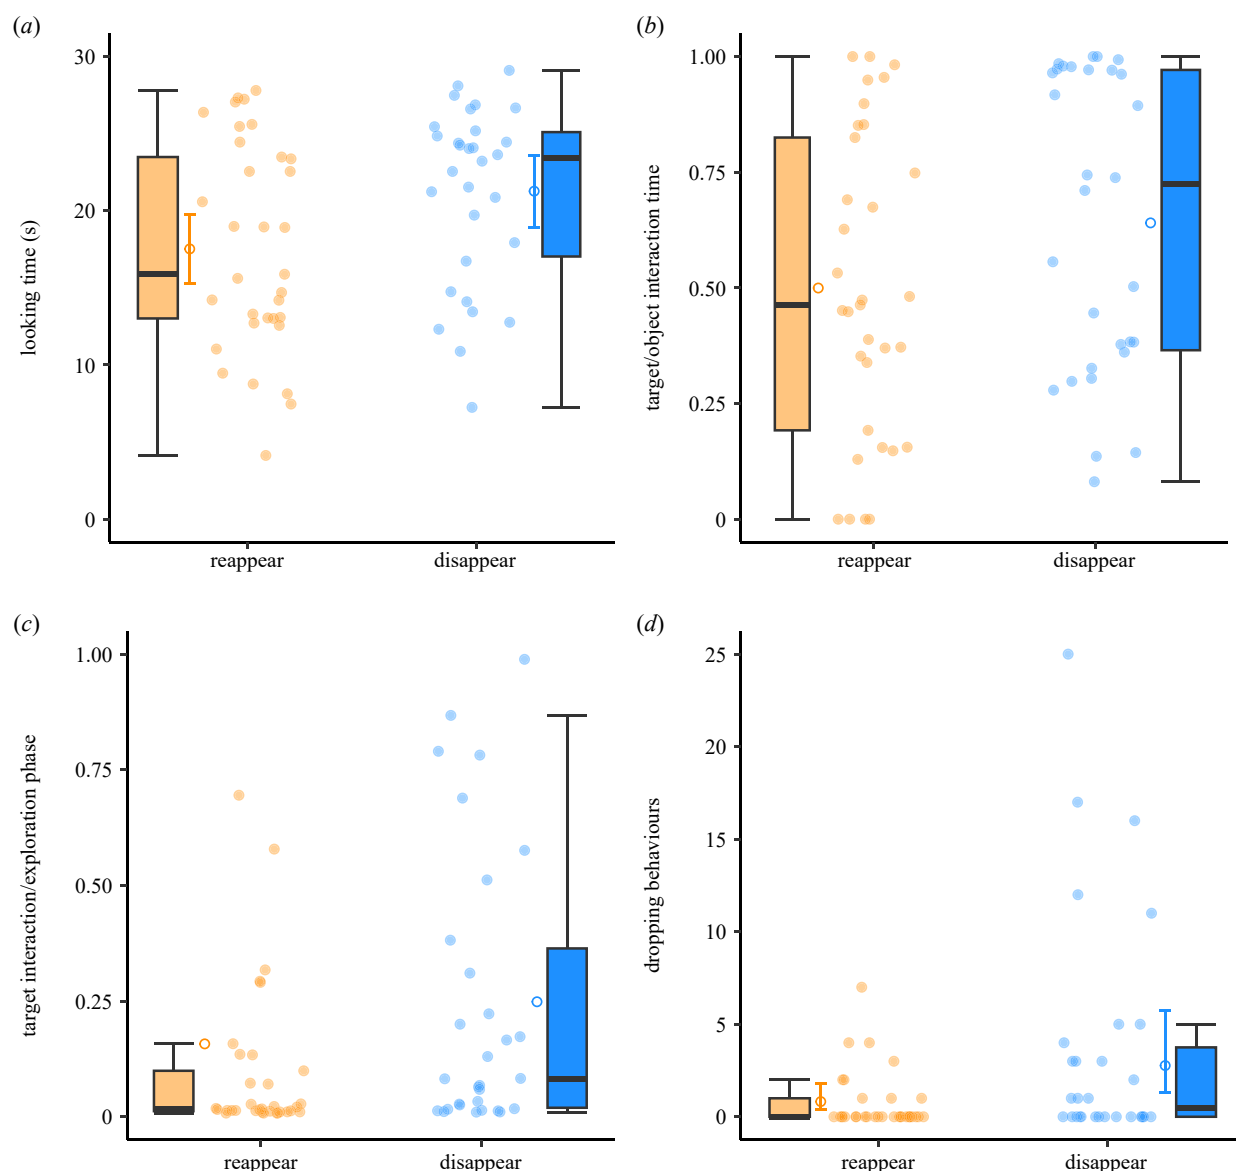 (a)
looking time (s)
30
20
10
0
reappear
disappear
(b)
target/object interaction time
1.00
0.75
0.50
0.25
0
reappear
disappear
(c)
target interaction/exploration phase
1.00
0.75
0.50
0.25
0
reappear
disappear
(d)
dropping behaviours
25
20
15
10
5
0
reappear
disappear